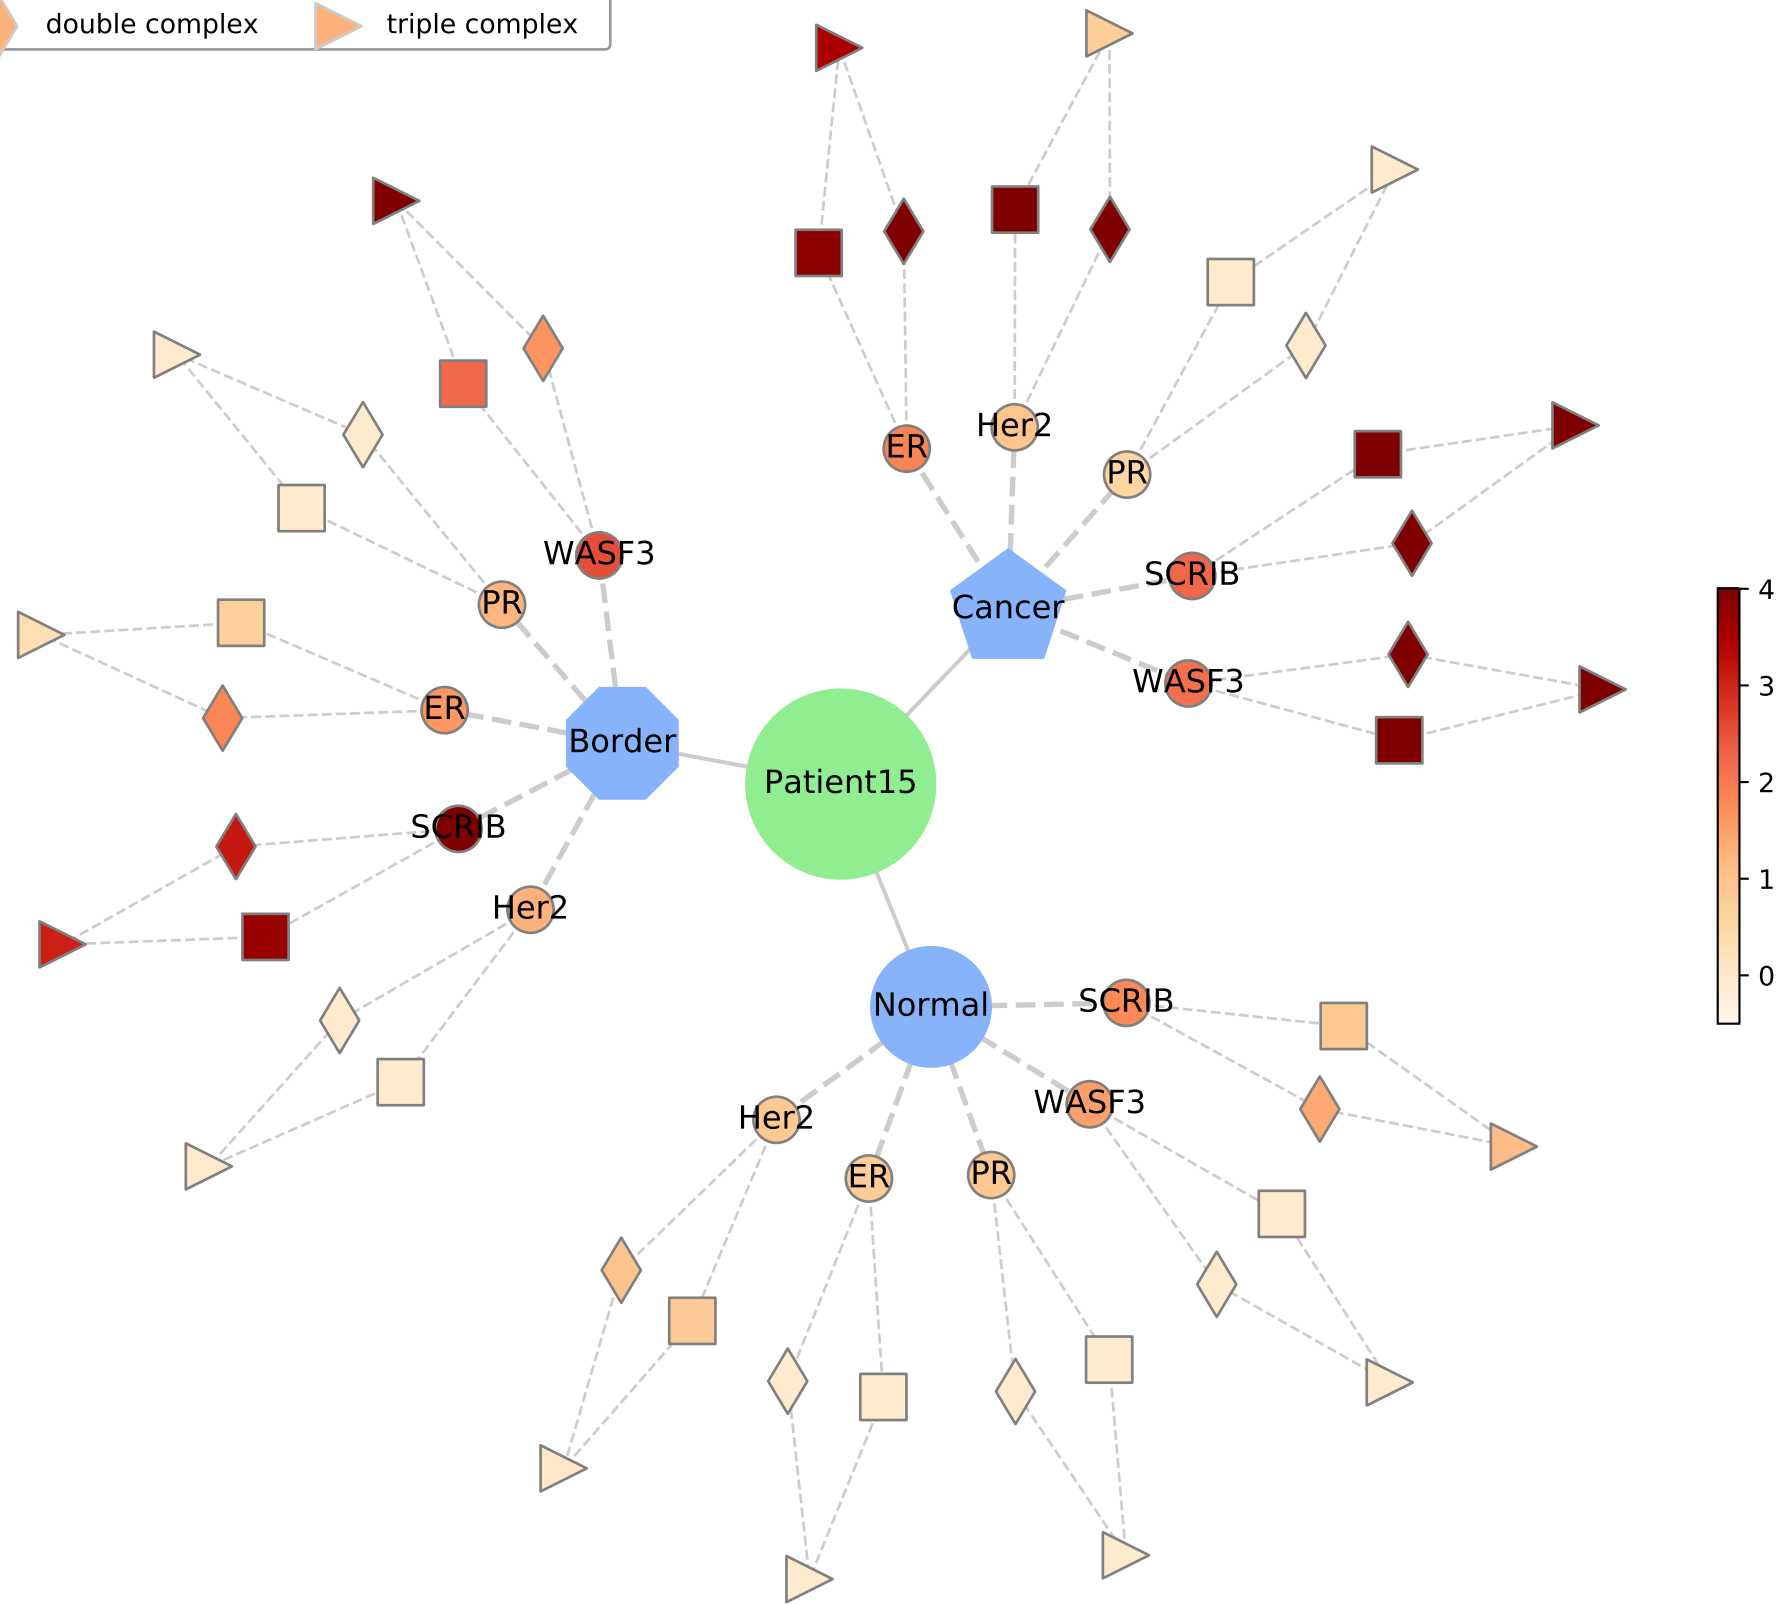 double complex
triple complex
ER
Her2
PR
SCRIB
WASF3
Cancer
WASF3
PR
ER
Border
SCRIB
Her2
Patient15
Normal
SCRIB
WASF3
Her2
ER
PR
4
3
2
1
0